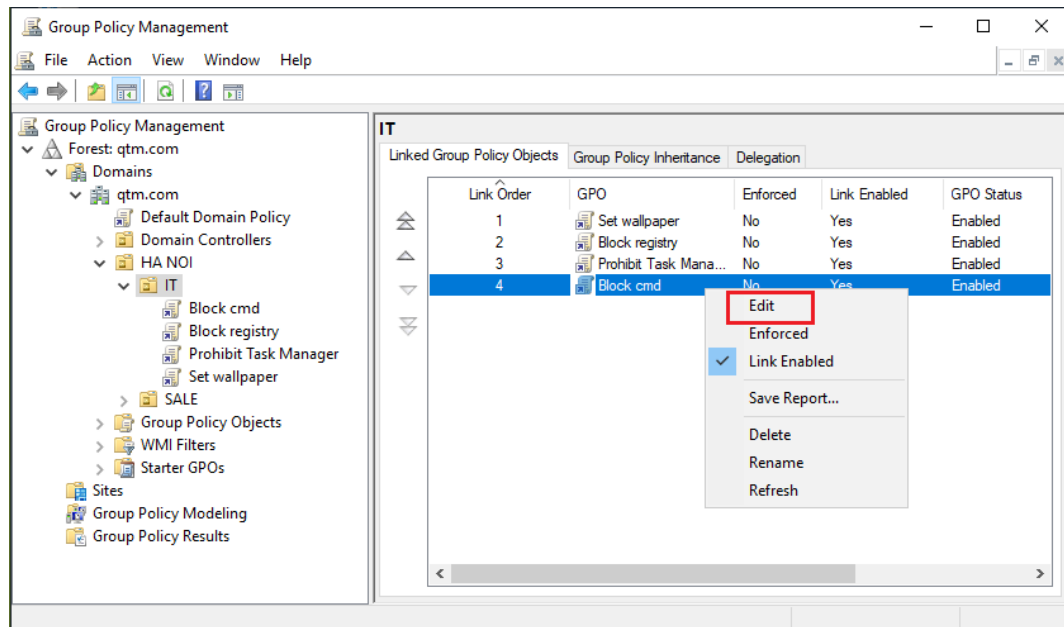 Group Policy Management
File Action View Window Help
Group Policy Management
Forest: qtm.com
Domains
qtm.com
Default Domain Policy
Domain Controllers
HA NOI
IT
Block cmd
Block registry
Prohibit Task Manager
Set wallpaper
SALE
Group Policy Objects
WMI Filters
Starter GPOs
Sites
Group Policy Modeling
Group Policy Results
IT
Linked Group Policy Objects Group Policy Inheritance Delegation
Link Order GPO Enforced Link Enabled GPO Status
1 Set wallpaper No Yes Enabled
2 Block registry No Yes Enabled
3 Prohibit Task Mana... No Yes Enabled
4 Block cmd No Yes Enabled
Edit
Enforced
Link Enabled
Save Report...
Delete
Rename
Refresh